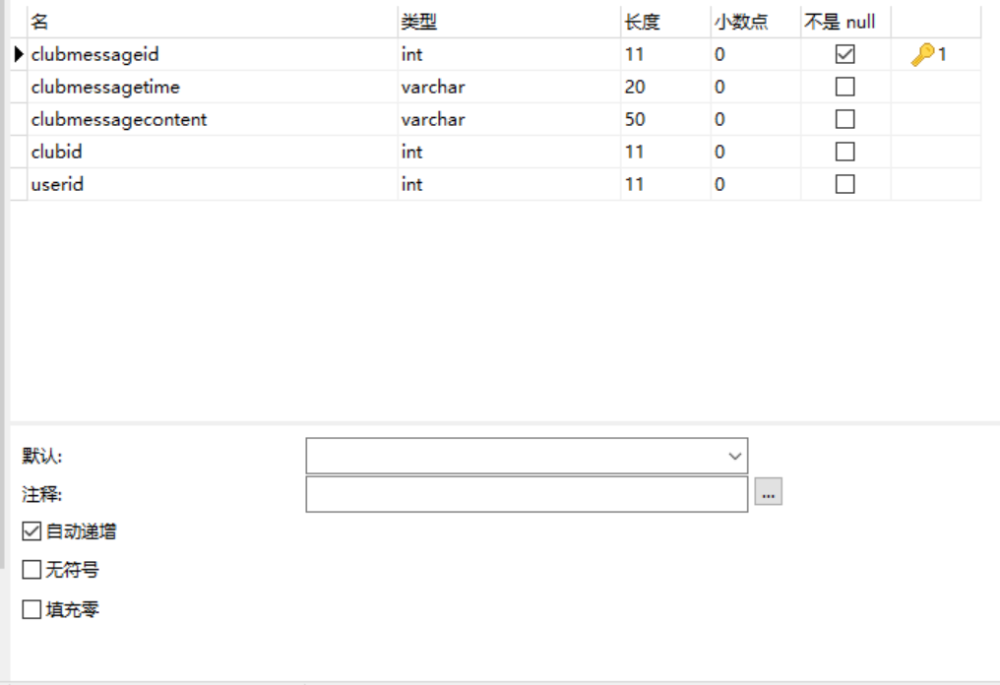 名 类型 长度 小数点 不是 null
clubmessageid int 11 0 1
clubmessagetime varchar 20 0
clubmessagecontent varchar 50 0
clubid int 11 0
userid int 11 0
默认:
注释:
...
自动递增
无符号
填充零